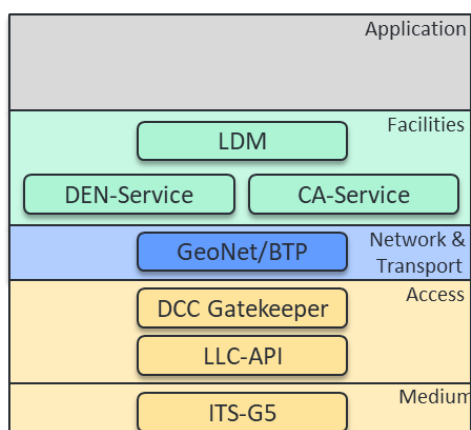 Application
Facilities
LDM
DEN-Service
CA-Service
Network &
GeoNet/BTP
Transport
Access
DCC Gatekeeper
LLC-API
Medium
ITS-G5